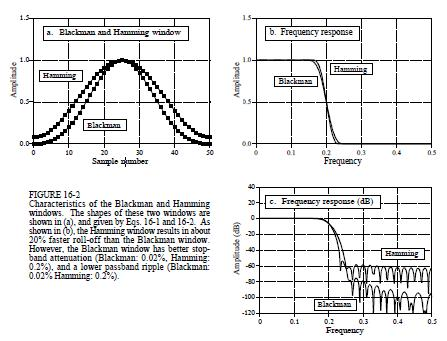 a. Blackman and Hamming window
Amplitude
1.5
1.0
0.5
0.0
Hamming
Blackman
0 10 20 30 40 50
Sample number
b. Frequency response
Amplitude
1.5
1.0
0.5
0.0
Hamming
Blackman
0 0.1 0.2 0.3 0.4 0.5
Frequency
FIGURE 16-2
Characteristics of the Blackman and Hamming
windows. The shapes of these two windows are
shown in (a), and given by Eqs. 16-1 and 16-2. As
shown in (b), the Hamming window results in about
20% faster roll-off than the Blackman window.
However, the Blackman window has better stop-
band attenuation (Blackman: 0.02%, Hamming:
0.2%), and a lower passband ripple (Blackman:
0.02% Hamming: 0.2%).
c. Frequency response (dB)
Amplitude (dB)
40
20
0
-20
-40
-60
-80
-100
-120
Hamming
Blackman
0 0.1 0.2 0.3 0.4 0.5
Frequency